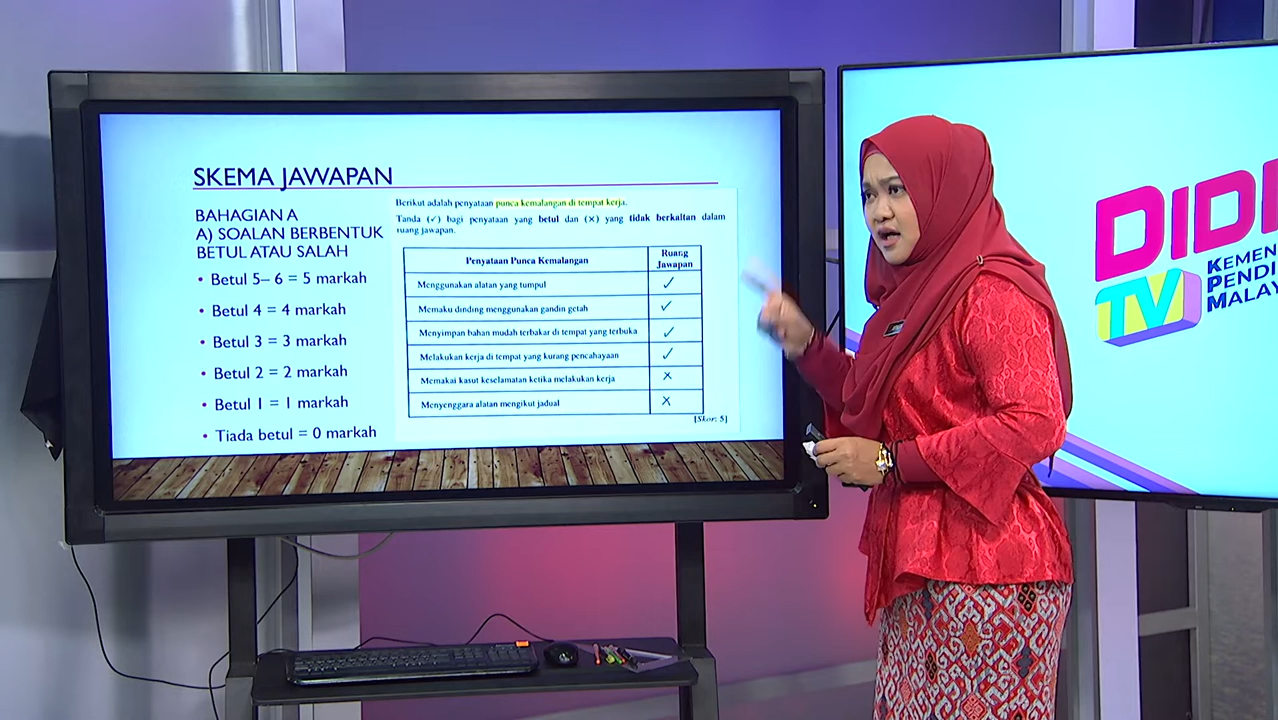 SKEMA JAWAPAN
BAHAGIAN A
A) SOALAN BERBENTUK
BETUL ATAU SALAH
• Betul 5– 6 = 5 markah
• Betul 4 = 4 markah
• Betul 3 = 3 markah
• Betul 2 = 2 markah
• Betul 1 = 1 markah
• Tiada betul = 0 markah
Berikut adalah penyataan punca kemalangan di tempat kerja.
Tanda (✓) bagi penyataan yang betul dan (✕) yang tidak berkaitan dalam
ruang jawapan.
Penyataan Punca Kemalangan Ruang
Jawapan
Menggunakan alatan yang tumpul ✓
Memaku dinding menggunakan gandin getah ✓
Menyimpan bahan mudah terbakar di tempat yang terbuka ✓
Melakukan kerja di tempat yang kurang pencahayaan ✓
Memakai kasut keselamatan ketika melakukan kerja ✕
Menyenggara alatan mengikut jadual ✕
[Skor: 5]
DID
TV
KEMEN
PENDI
MALAY